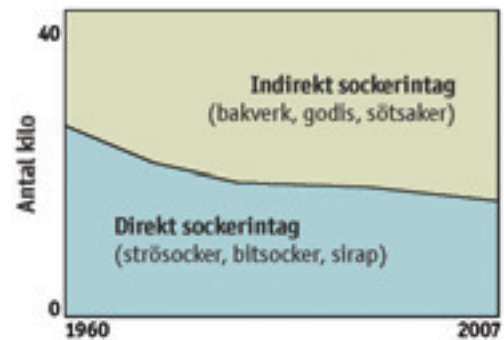 40
Indirekt sockerintag
(bakverk, godis, sötsaker)
Antal kilo
Direkt sockerintag
(strösocker, bitsocker, sirap)
0
1960
2007